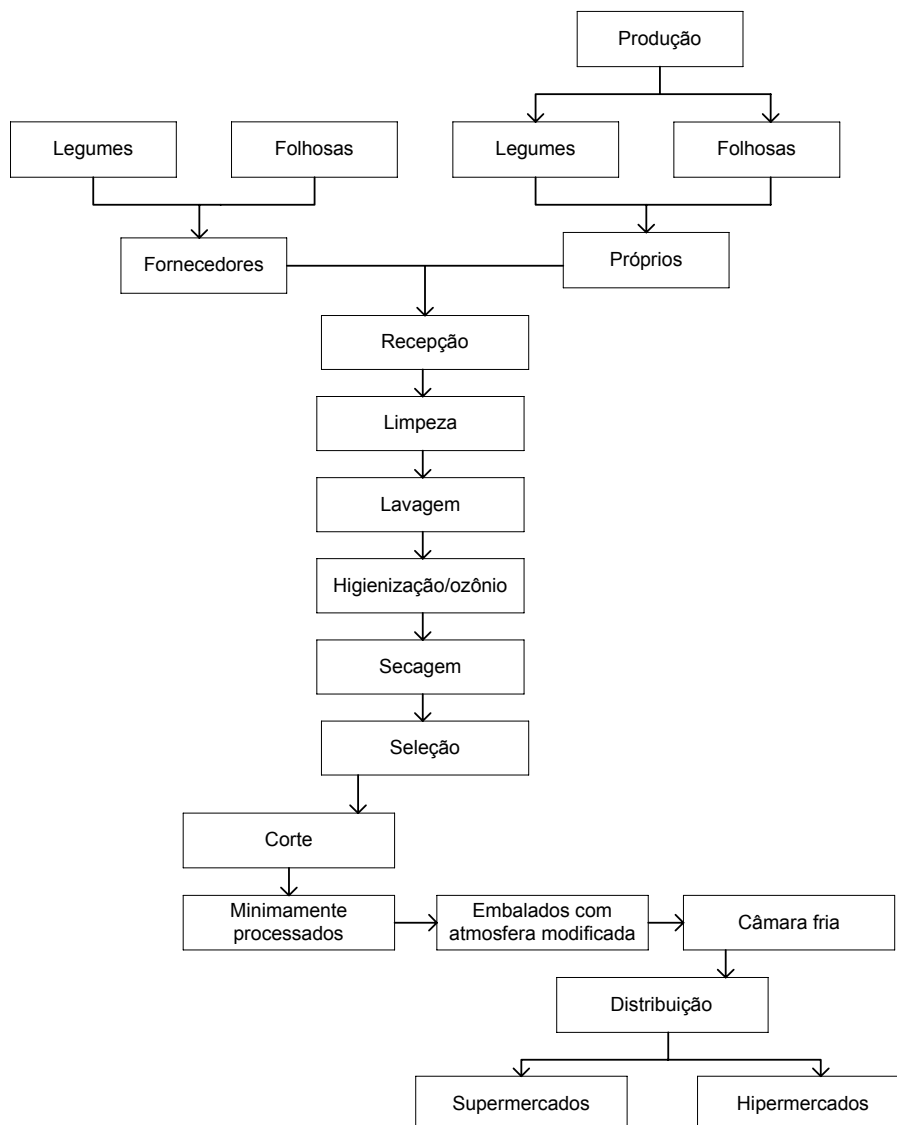 Produção
Legumes
Folhosas
Legumes
Folhosas
Fornecedores
Próprios
Recepção
Limpeza
Lavagem
Higienização/ozônio
Secagem
Seleção
Corte
Minimamente
processados
Embalados com
atmosfera modificada
Câmara fria
Distribuição
Supermercados
Hipermercados